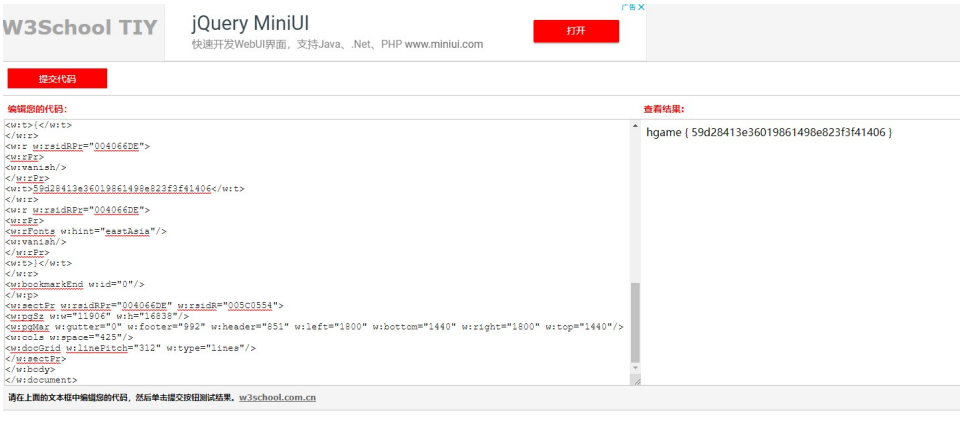 广告
W3School TIY
jQuery MiniUI
快速开发WebUI界面，支持Java、.Net、PHP www.miniui.com
打开
提交代码
编辑您的代码：
查看结果:
<w:t>{</w:t>
</w:r>
<w:r w:rsidRPr="004066DE">
<w:rPr>
<w:vanish/>
</w:rPr>
<w:t>59d28413e36019861498e823f3f41406</w:t>
</w:r>
<w:r w:rsidRPr="004066DE">
<w:rPr>
<w:rFonts w:hint="eastAsia"/>
<w:vanish/>
</w:rPr>
<w:t>}</w:t>
</w:r>
<w:bookmarkEnd w:id="0"/>
</w:p>
<w:sectPr w:rsidRPr="004066DE" w:rsidR="005C0554">
<w:pgSz w:w="11906" w:h="16838"/>
<w:pgMar w:gutter="0" w:footer="992" w:header="851" w:left="1800" w:bottom="1440" w:right="1800" w:top="1440"/>
<w:cols w:space="425"/>
<w:docGrid w:linePitch="312" w:type="lines"/>
</w:sectPr>
</w:body>
</w:document>
hgame { 59d28413e36019861498e823f3f41406 }
请在上面的文本框中编辑您的代码，然后单击提交按钮测试结果。w3school.com.cn